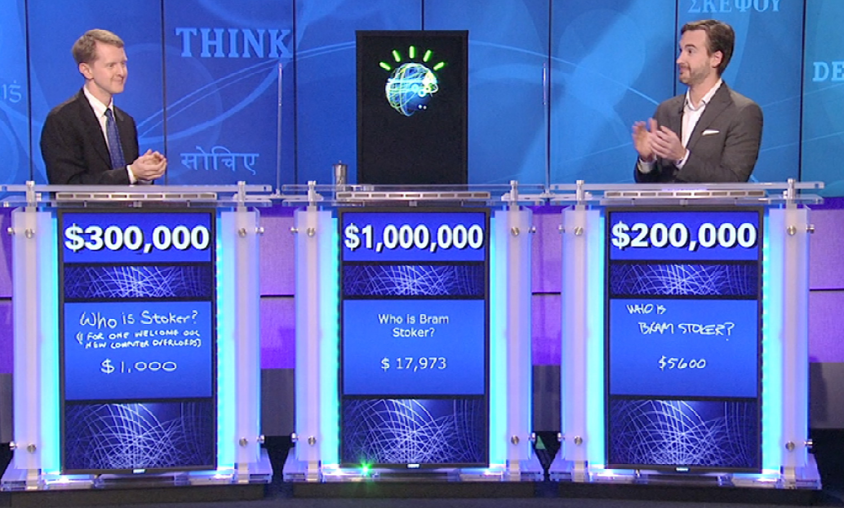 ΣΚΕΨΟΥ
THINK
DE
सोचिए
$300,000
$1,000,000
$200,000
Who is Stoker?
(I FOR ONE WELCOME OUR
NEW COMPUTER OVERLORDS)
$1,000
Who is Bram
Stoker?
$ 17,973
WHO IS
BRAM STOKER?
$5600